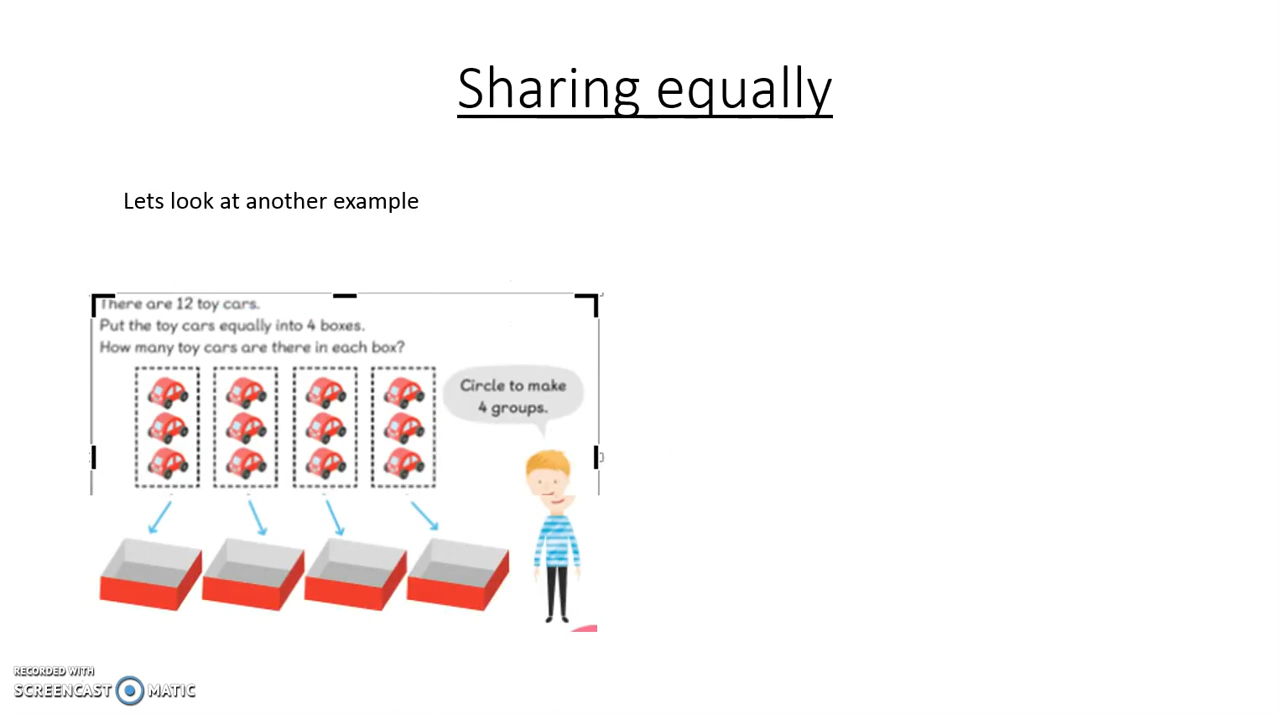 Sharing equally
Lets look at another example
There are 12 toy cars.
Put the toy cars equally into 4 boxes.
How many toy cars are there in each box?
Circle to make
4 groups.
RECORDED WITH
SCREENCAST MATIC